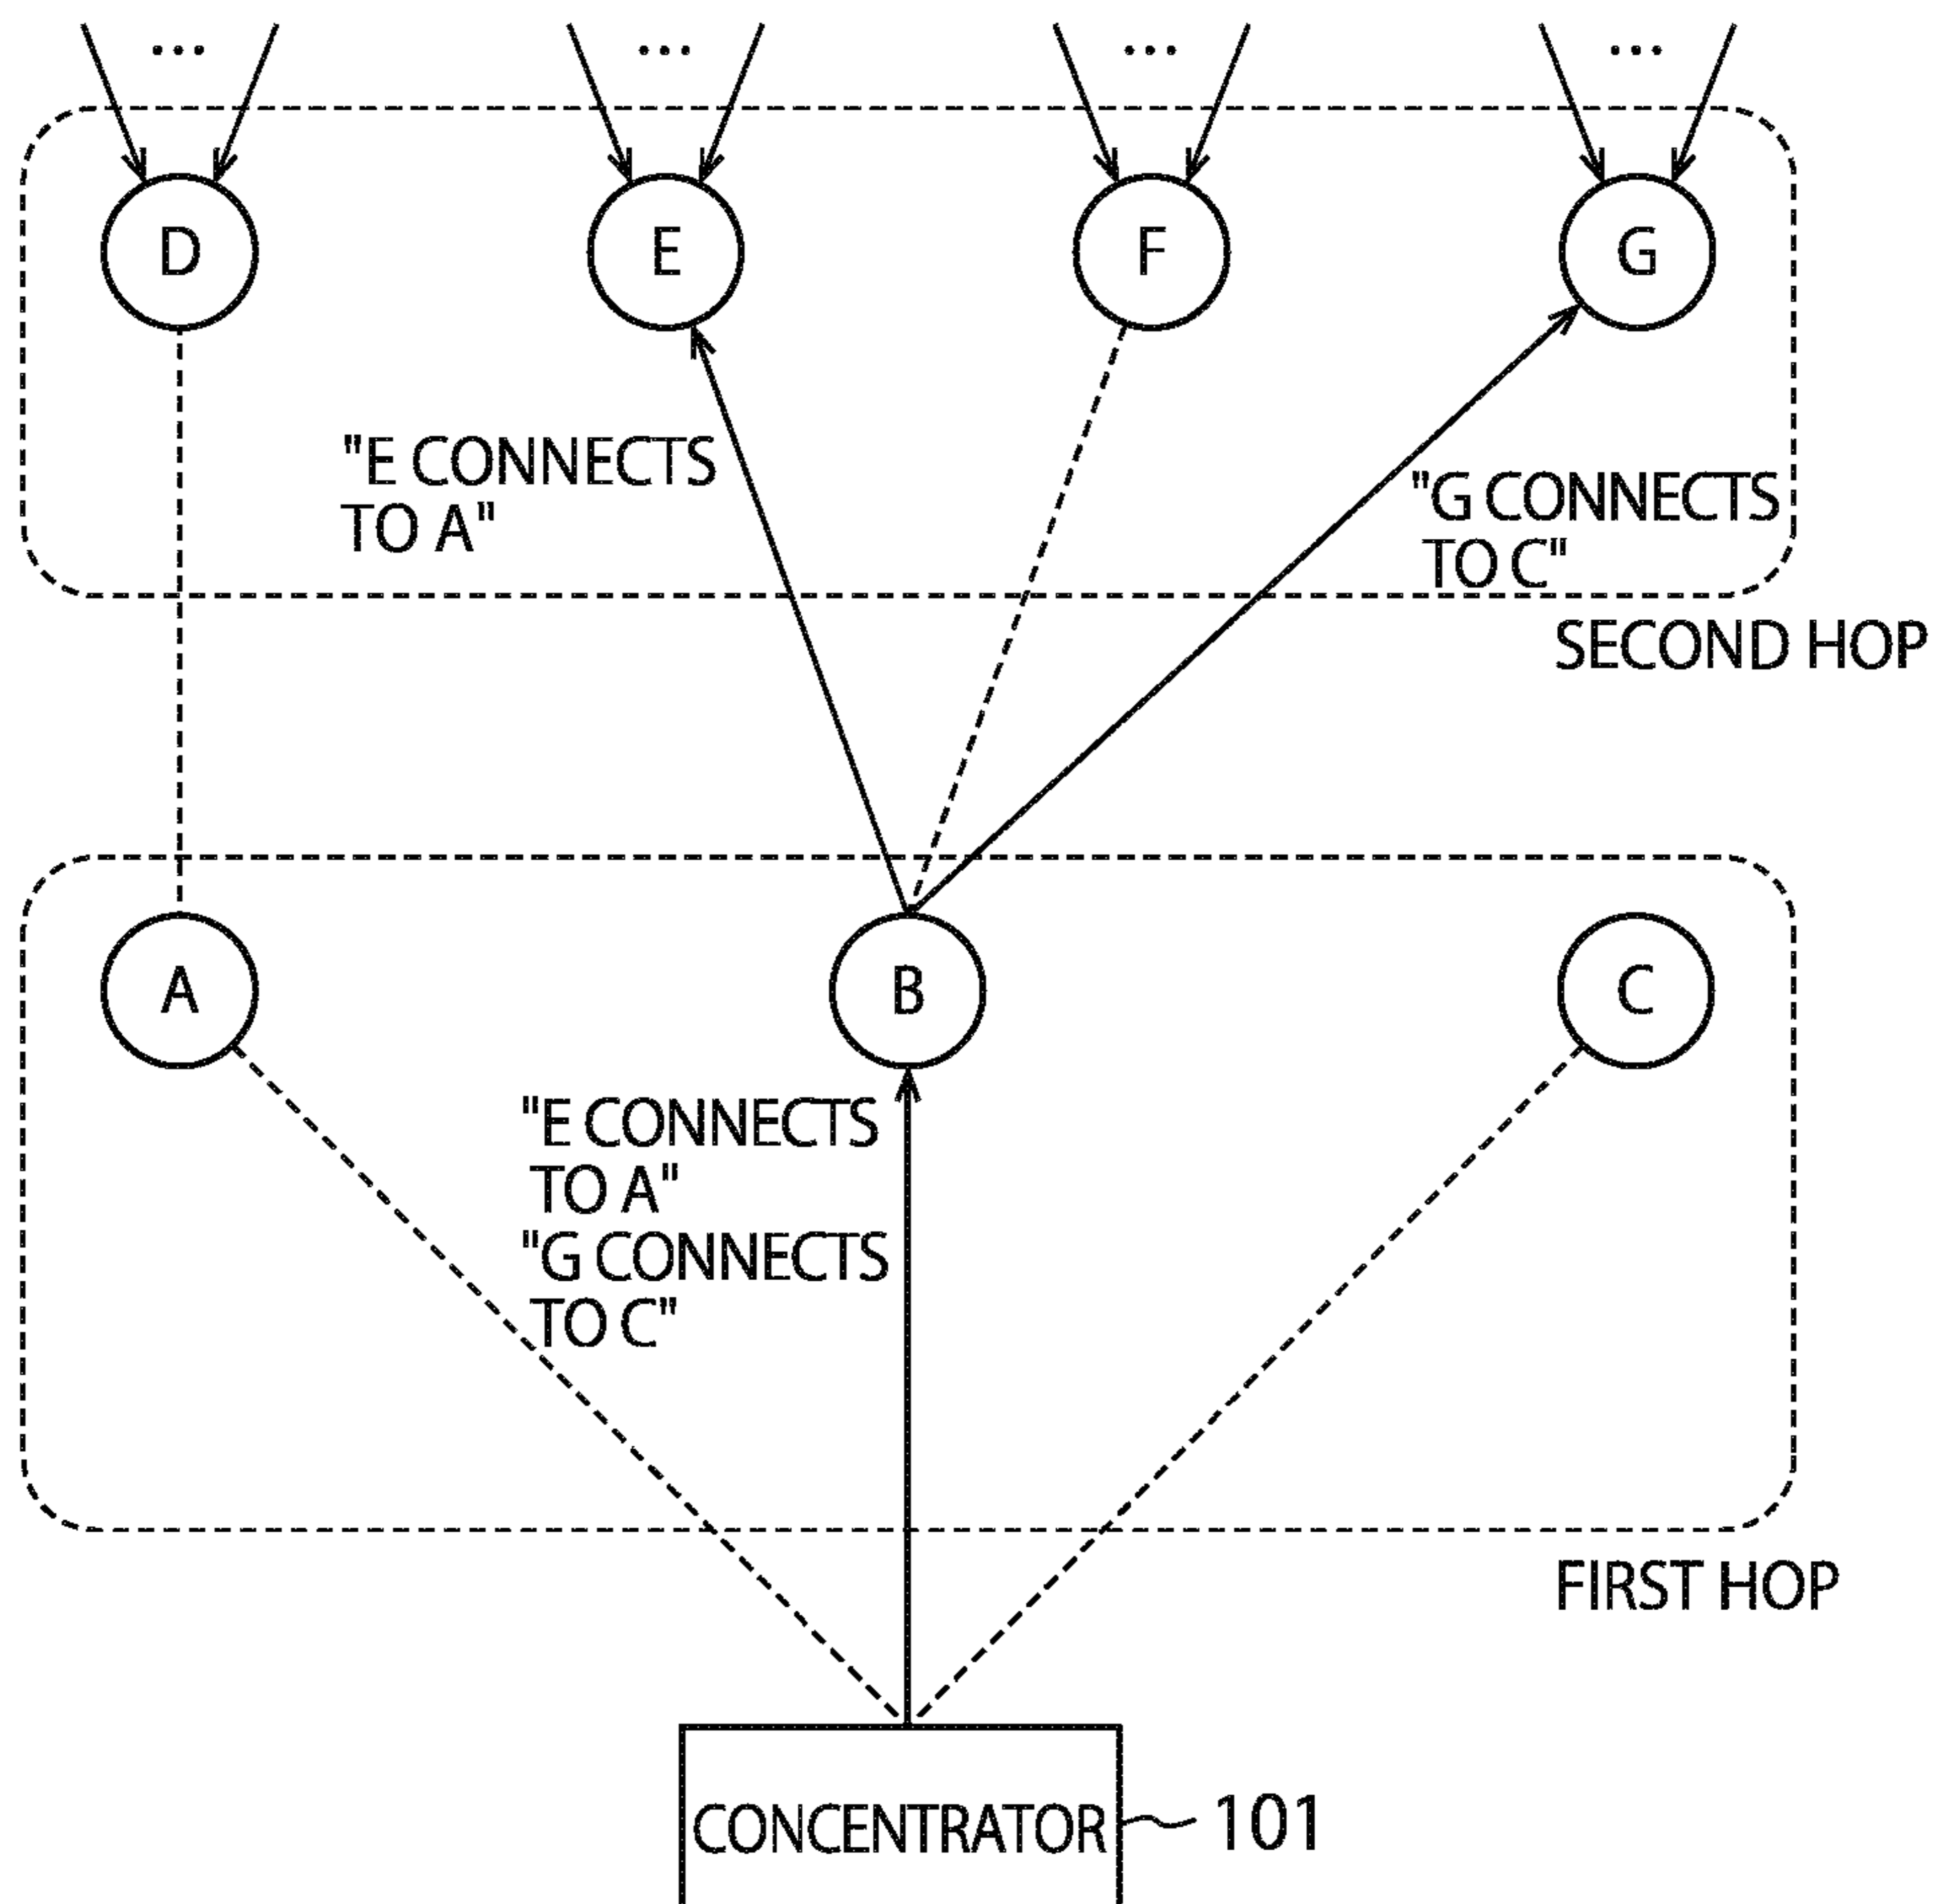 ... ... ... ...
D E F G
"E CONNECTS
TO A"
"G CONNECTS
TO C"
SECOND HOP
A B C
"E CONNECTS
TO A"
"G CONNECTS
TO C"
FIRST HOP
CONCENTRATOR 101